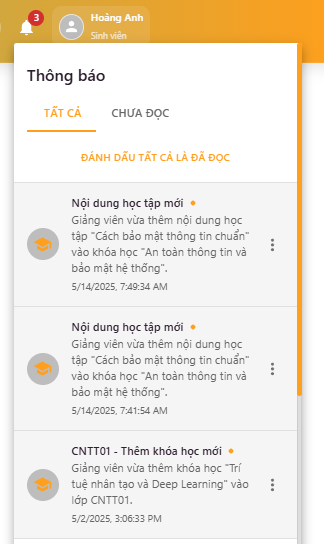 3
Hoảng Anh
Sinh viên
Thông báo
TẤT CẢ
CHƯA ĐỌC
ĐÁNH DẤU TẤT CẢ LÀ ĐÃ ĐỌC
Nội dung học tập mới
Giảng viên vừa thêm nội dung học
tập "Cách bảo mật thông tin chuẩn"
vào khóa học "An toàn thông tin và
bảo mật hệ thống".
5/14/2025, 7:49:34 AM
Nội dung học tập mới
Giảng viên vừa thêm nội dung học
tập "Cách bảo mật thông tin chuẩn"
vào khóa học "An toàn thông tin và
bảo mật hệ thống".
5/14/2025, 7:41:54 AM
CNTT01 - Thêm khóa học mới
Giảng viên vừa thêm khóa học "Trí
tuệ nhân tạo và Deep Learning" vào
lớp CNTT01.
5/2/2025, 3:06:33 PM